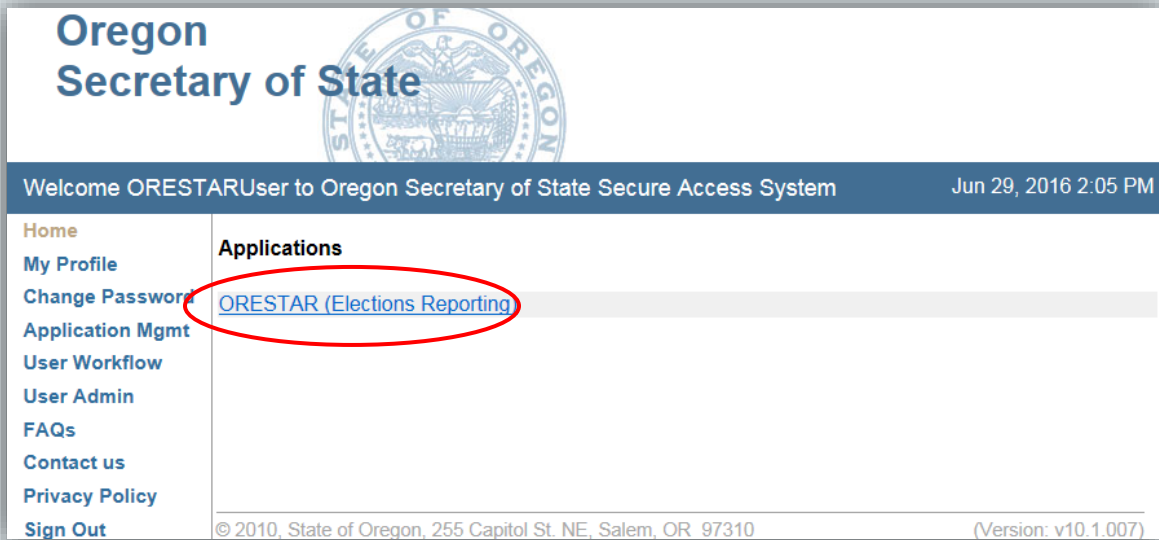 Oregon
Secretary of State
STATE OF OREGON
Welcome ORESTARUser to Oregon Secretary of State Secure Access System
Jun 29, 2016 2:05 PM
Home
My Profile
Change Password
Application Mgmt
User Workflow
User Admin
FAQs
Contact us
Privacy Policy
Sign Out
Applications
ORESTAR (Elections Reporting)
© 2010, State of Oregon, 255 Capitol St. NE, Salem, OR 97310
(Version: v10.1.007)